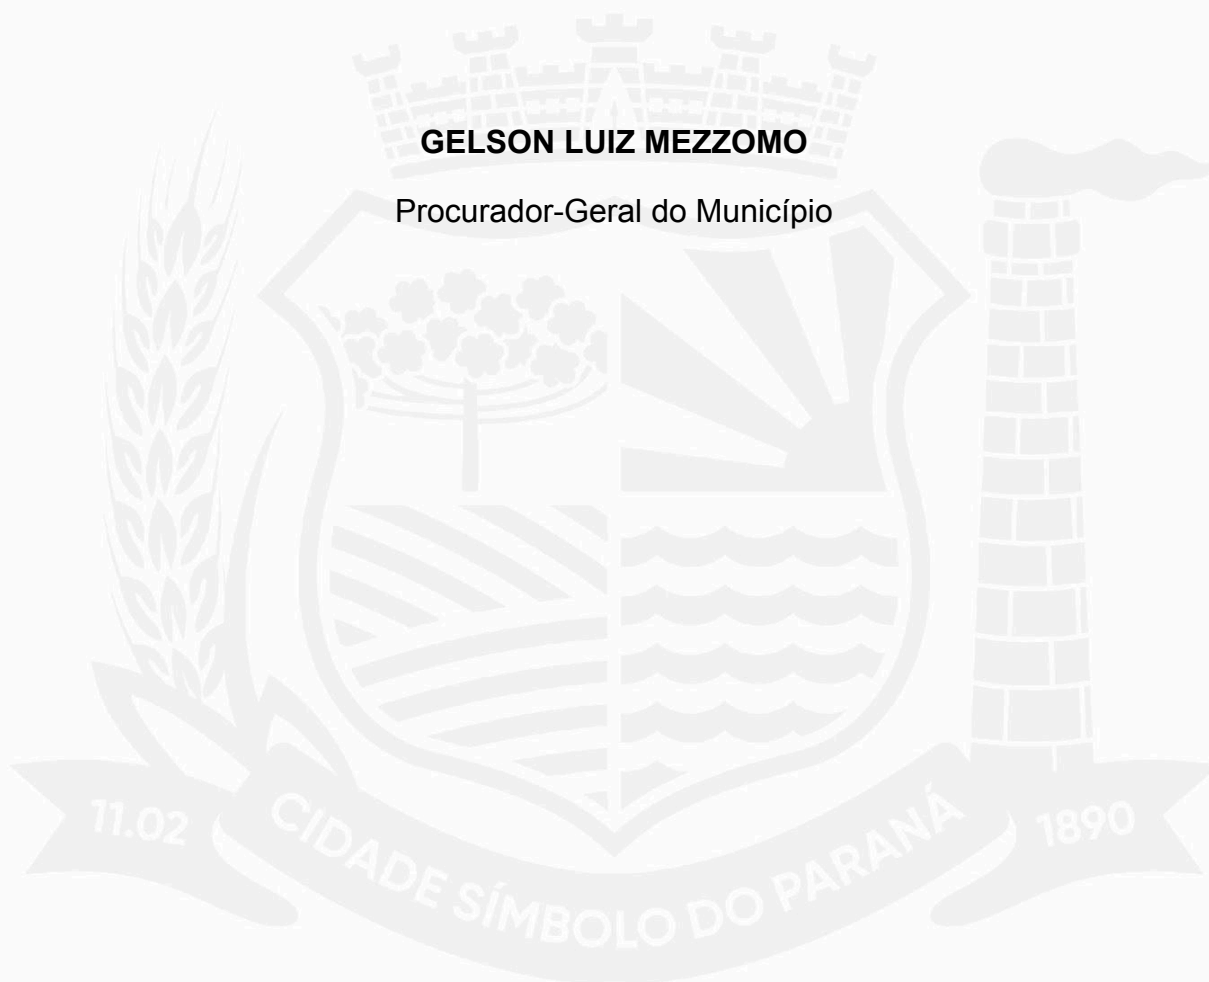 GELSON LUIZ MEZZOMO
Procurador-Geral do Município
11.02
CIDADE SÍMBOLO DO PARANÁ
1890